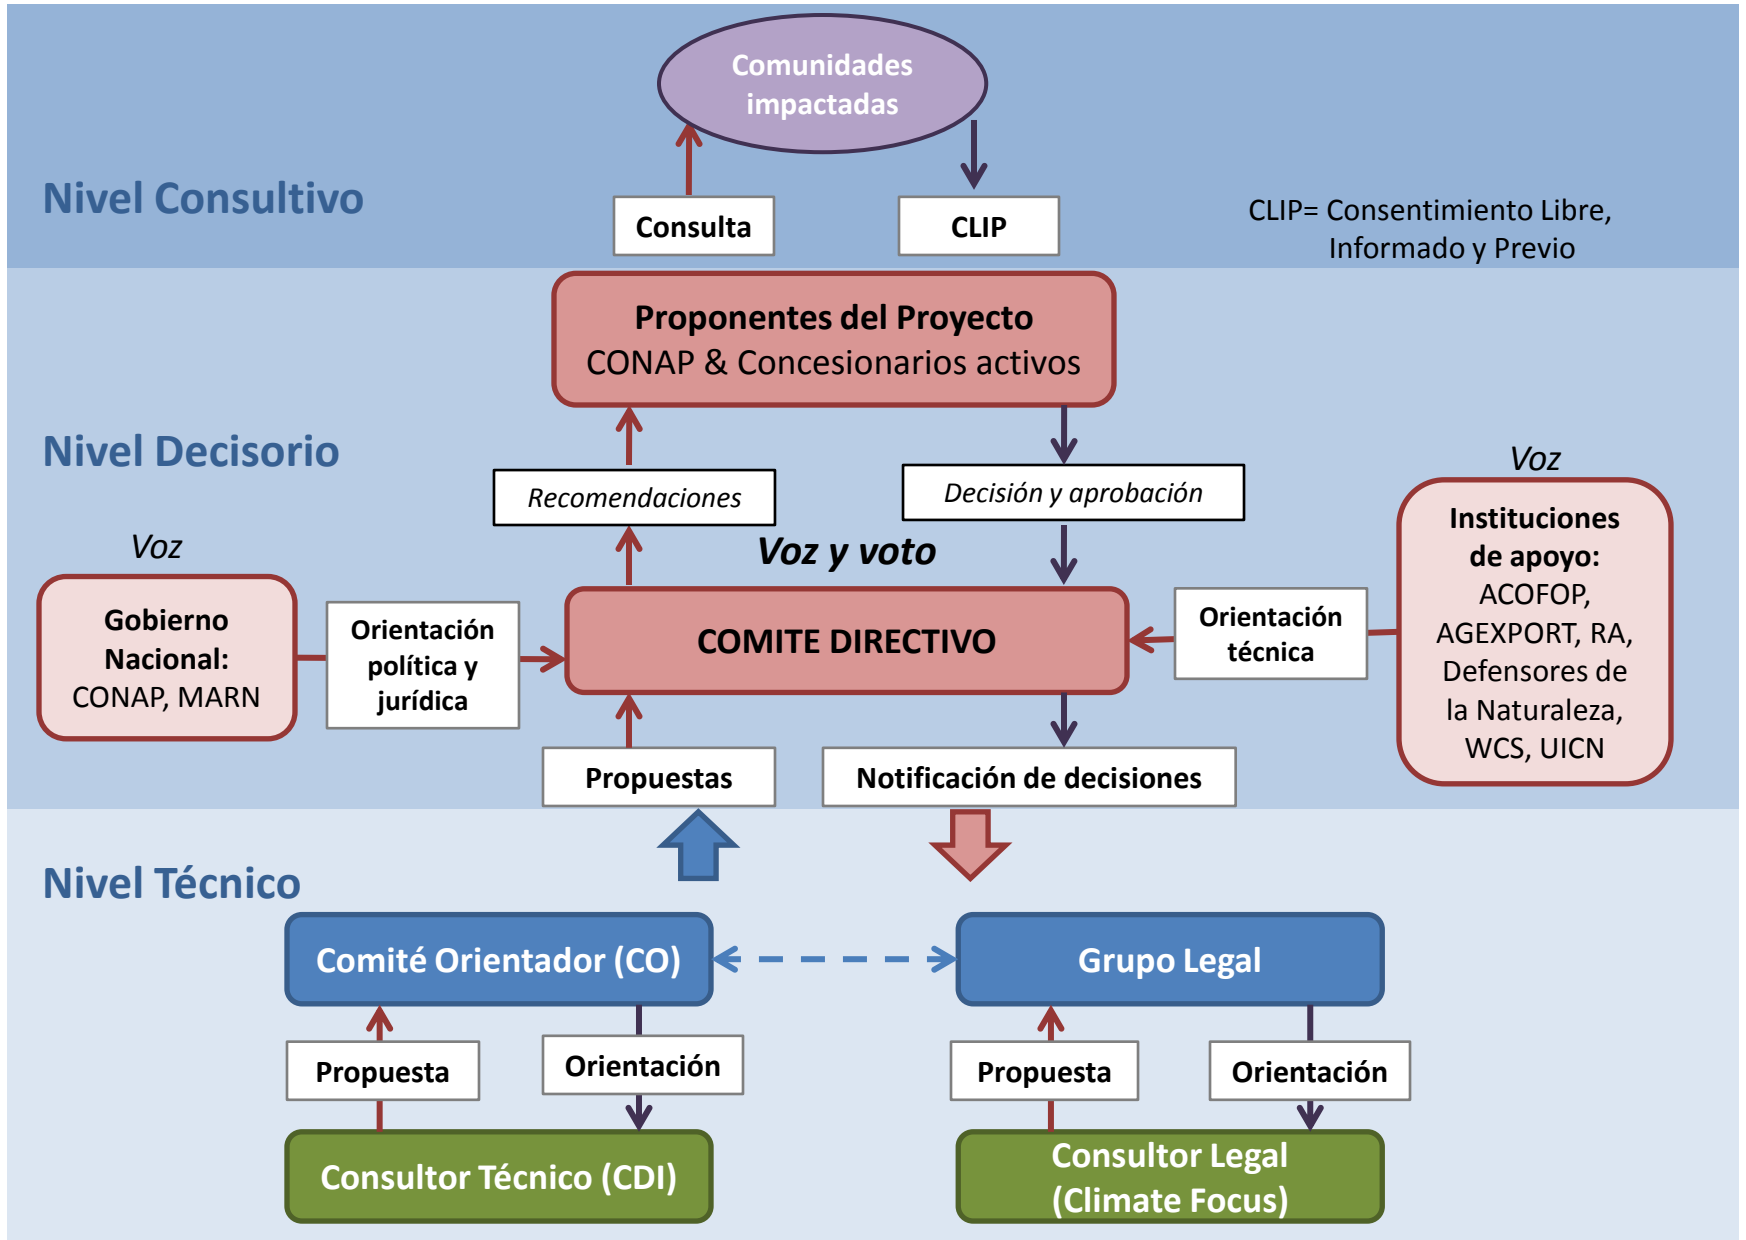 Comunidades
impactadas
Nivel Consultivo
Consulta
CLIP
CLIP= Consentimiento Libre,
Informado y Previo
Proponentes del Proyecto
CONAP & Concesionarios activos
Nivel Decisorio
Recomendaciones
Decisión y aprobación
Voz
Instituciones
de apoyo:
ACOFOP,
AGEXPORT, RA,
Defensores de
la Naturaleza,
WCS, UICN
Voz
Voz y voto
Gobierno
Nacional:
CONAP, MARN
Orientación
política y
jurídica
COMITE DIRECTIVO
Orientación
técnica
Propuestas
Notificación de decisiones
Nivel Técnico
Comité Orientador (CO)
Grupo Legal
Propuesta
Orientación
Propuesta
Orientación
Consultor Técnico (CDI)
Consultor Legal
(Climate Focus)